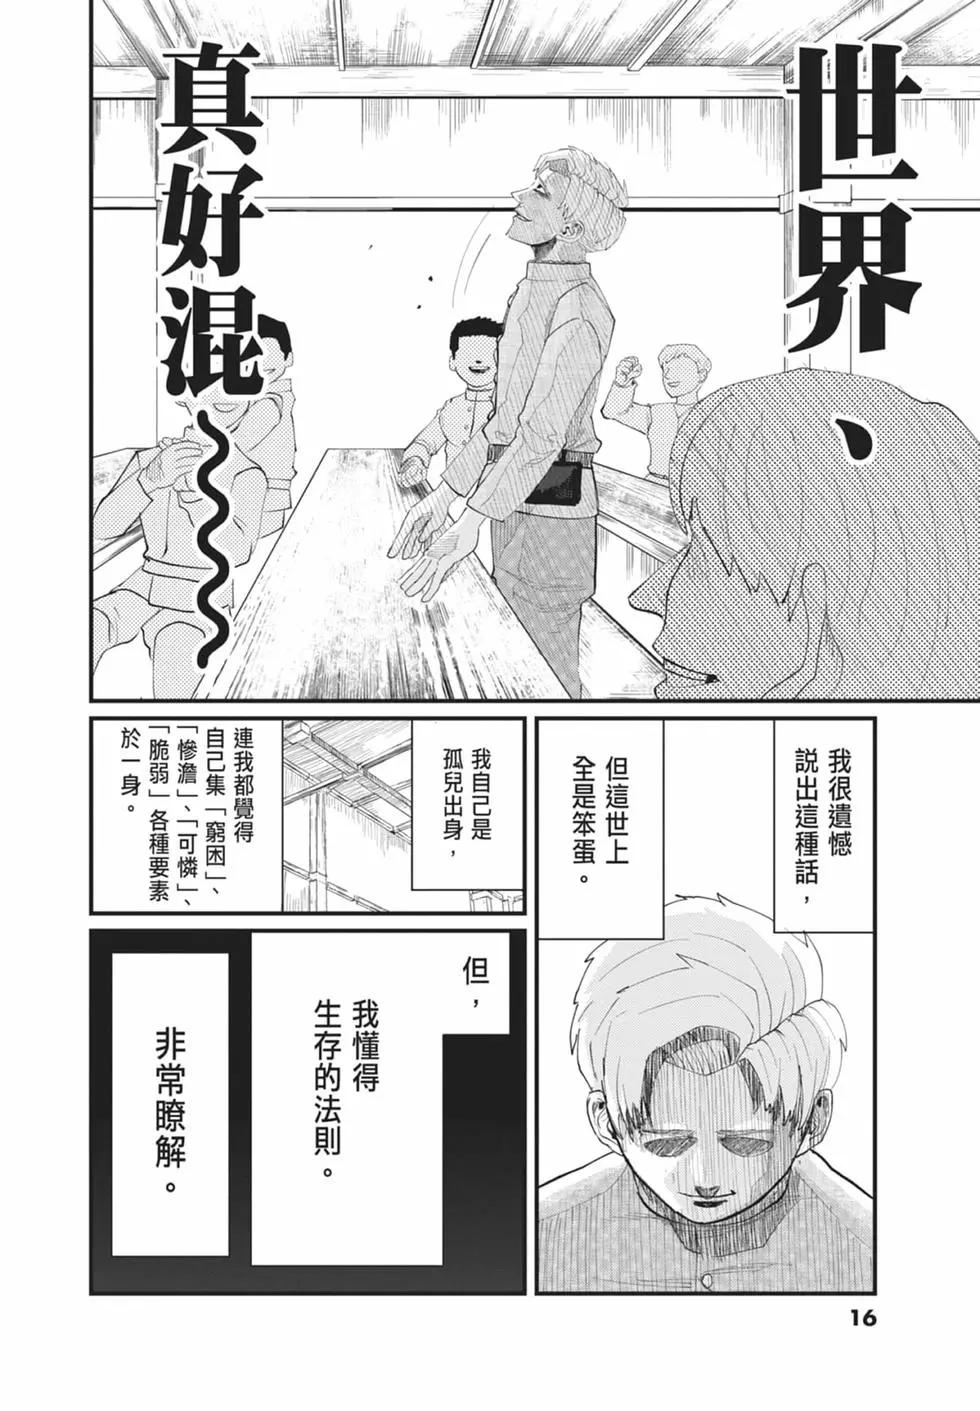 世界、
真好混～～～
我很遺憾
説出這種話，
但這世上
全是笨蛋。
我自己是
孤兒出身，
連我都覺得
自己集「窮困」、
「慘澹」、「可憐」、
「脆弱」各種要素
於一身。
但，
我懂得
生存的法則。
非常瞭解。
16